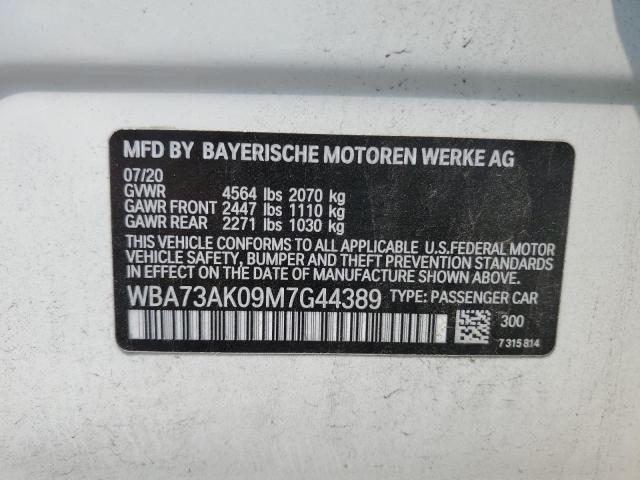 MFD BY BAYERISCHE MOTOREN WERKE AG
07/20
GVWR 4564 lbs 2070 kg
GAWR FRONT 2447 lbs 1110 kg
GAWR REAR 2271 lbs 1030 kg
THIS VEHICLE CONFORMS TO ALL APPLICABLE U.S.FEDERAL MOTOR
VEHICLE SAFETY, BUMPER AND THEFT PREVENTION STANDARDS
IN EFFECT ON THE DATE OF MANUFACTURE SHOWN ABOVE.
WBA73AK09M7G44389 TYPE: PASSENGER CAR
300
7 315 814